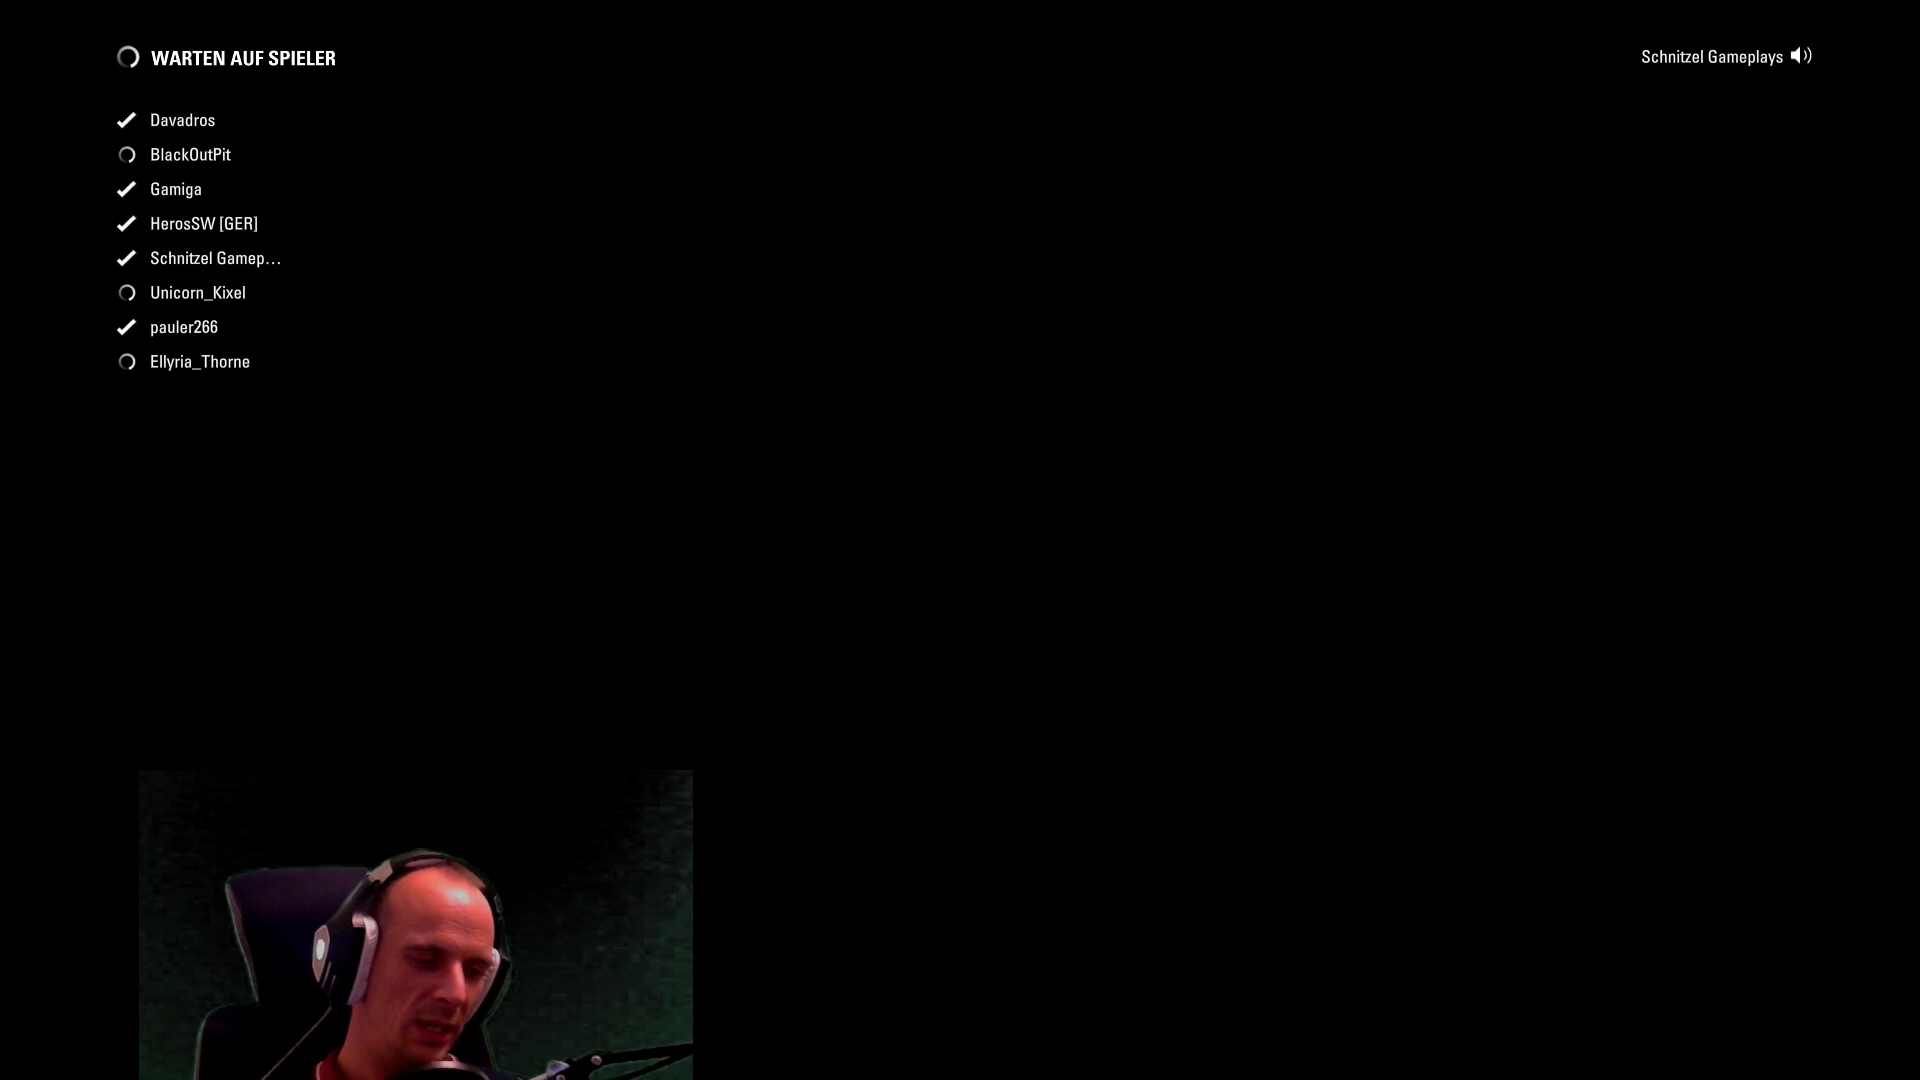 WARTEN AUF SPIELER
Schnitzel Gameplays
Davadros
BlackOutPit
Gamiga
HerosSW [GER]
Schnitzel Gamep...
Unicorn_Kixel
pauler266
Ellyria_Thorne